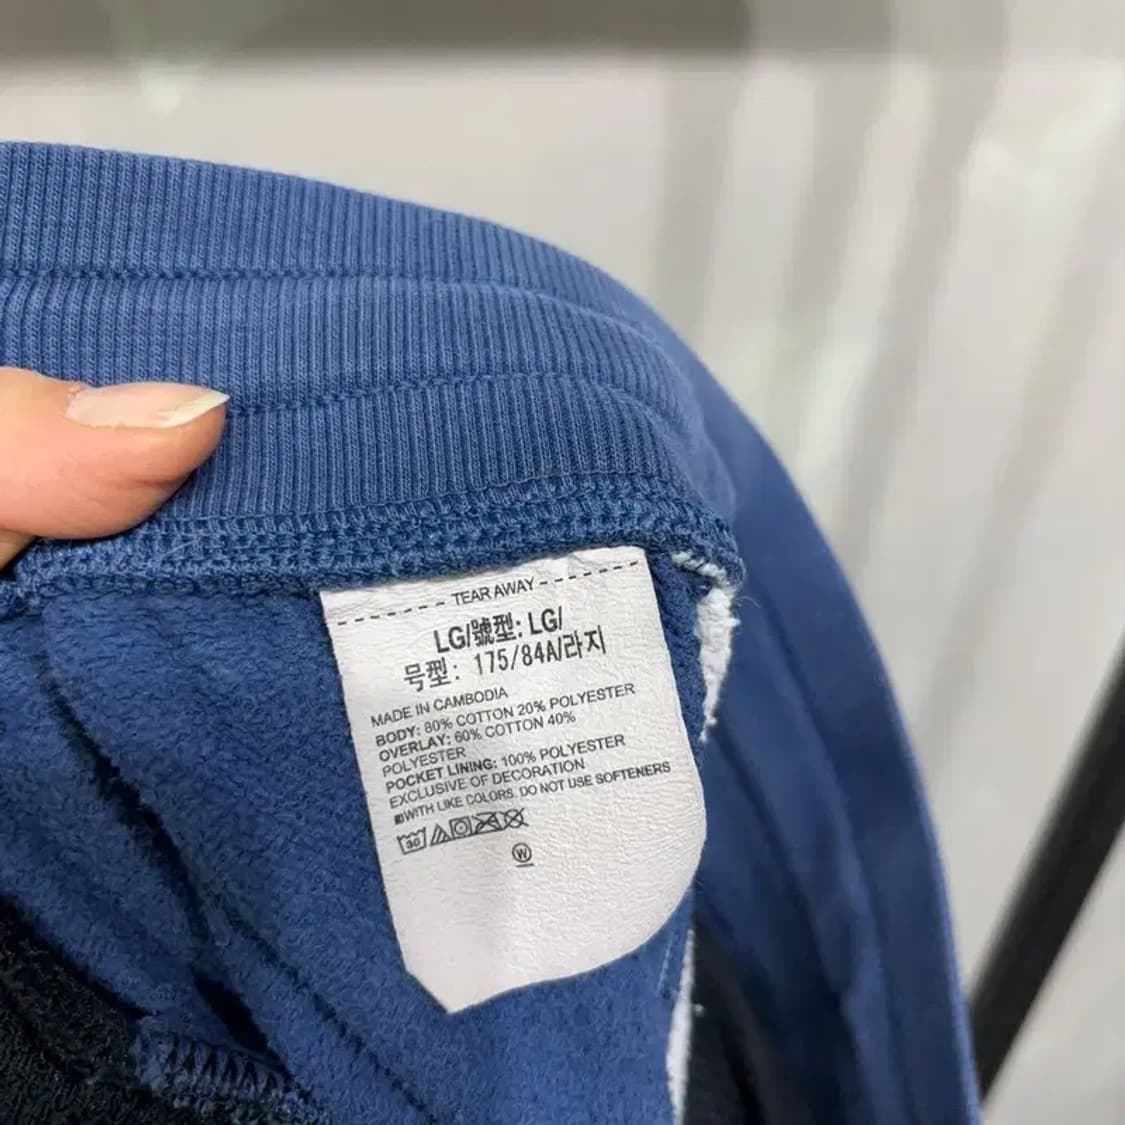 TEAR AWAY
LG/號型: LG/
号型: 175/84A/라지
MADE IN CAMBODIA
BODY: 80% COTTON 20% POLYESTER
OVERLAY: 60% COTTON 40%
POLYESTER
POCKET LINING: 100% POLYESTER
EXCLUSIVE OF DECORATION
WITH LIKE COLORS. DO NOT USE SOFTENERS
30
W